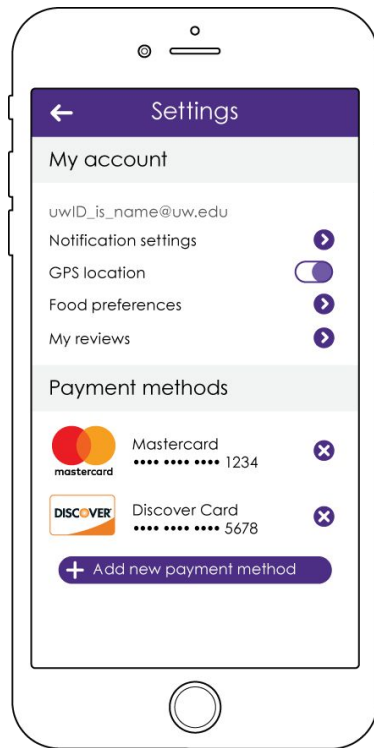 Settings
My account
uwID_is_name@uw.edu
Notification settings
GPS location
Food preferences
My reviews
Payment methods
mastercard
Mastercard
•••• •••• •••• 1234
DISCOVER
Discover Card
•••• •••• •••• 5678
+ Add new payment method